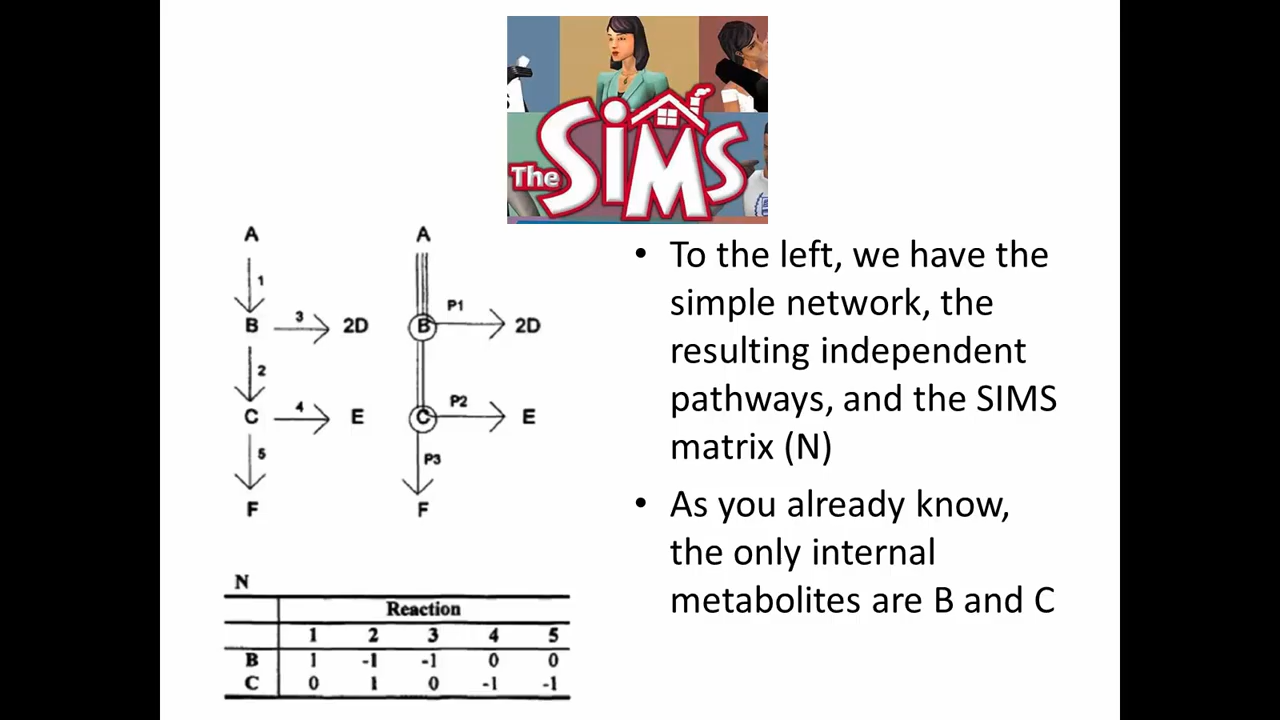 The SiMS
A A
1
B 3 2D B P1 2D
2
C 4 E C P2 E
5 P3
F F
N
Reaction
1 2 3 4 5
B 1 -1 -1 0 0
C 0 1 0 -1 -1
• To the left, we have the
simple network, the
resulting independent
pathways, and the SIMS
matrix (N)
• As you already know,
the only internal
metabolites are B and C